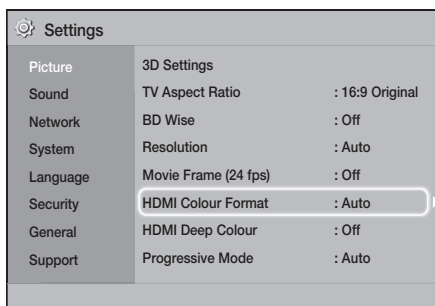 Settings
Picture
Sound
Network
System
Language
Security
General
Support
3D Settings
TV Aspect Ratio : 16:9 Original
BD Wise : Off
Resolution : Auto
Movie Frame (24 fps) : Off
HDMI Colour Format : Auto
HDMI Deep Colour : Off
Progressive Mode : Auto